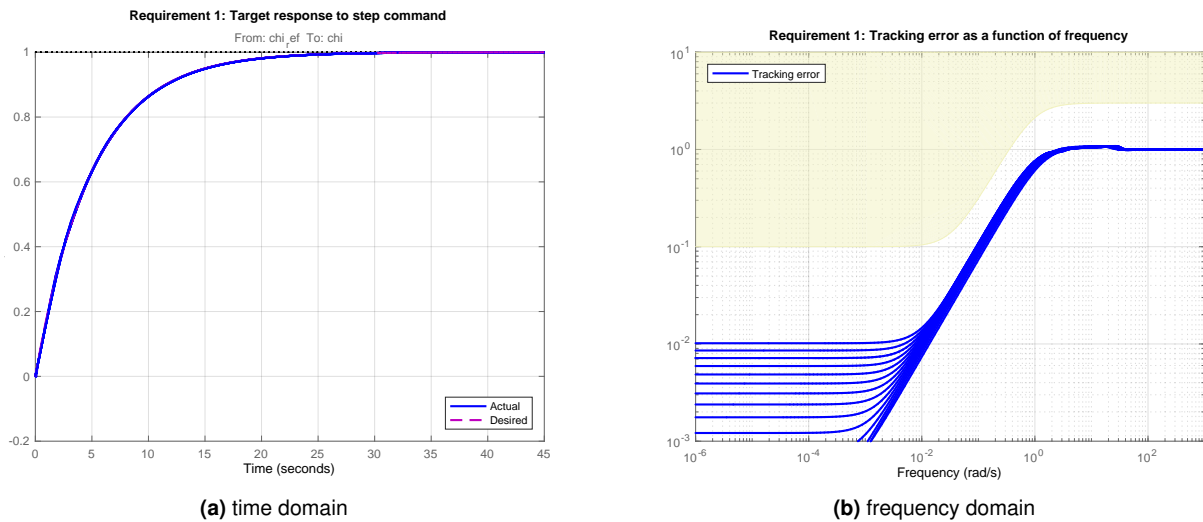 Requirement 1: Target response to step command
From: chi_ref To: chi
1
0.8
0.6
0.4
0.2
0
-0.2
0 5 10 15 20 25 30 35 40 45
Time (seconds)
Actual
Desired
(a) time domain
Requirement 1: Tracking error as a function of frequency
Tracking error
10^1
10^0
10^-1
10^-2
10^-3
10^-6 10^-4 10^-2 10^0 10^2
Frequency (rad/s)
(b) frequency domain